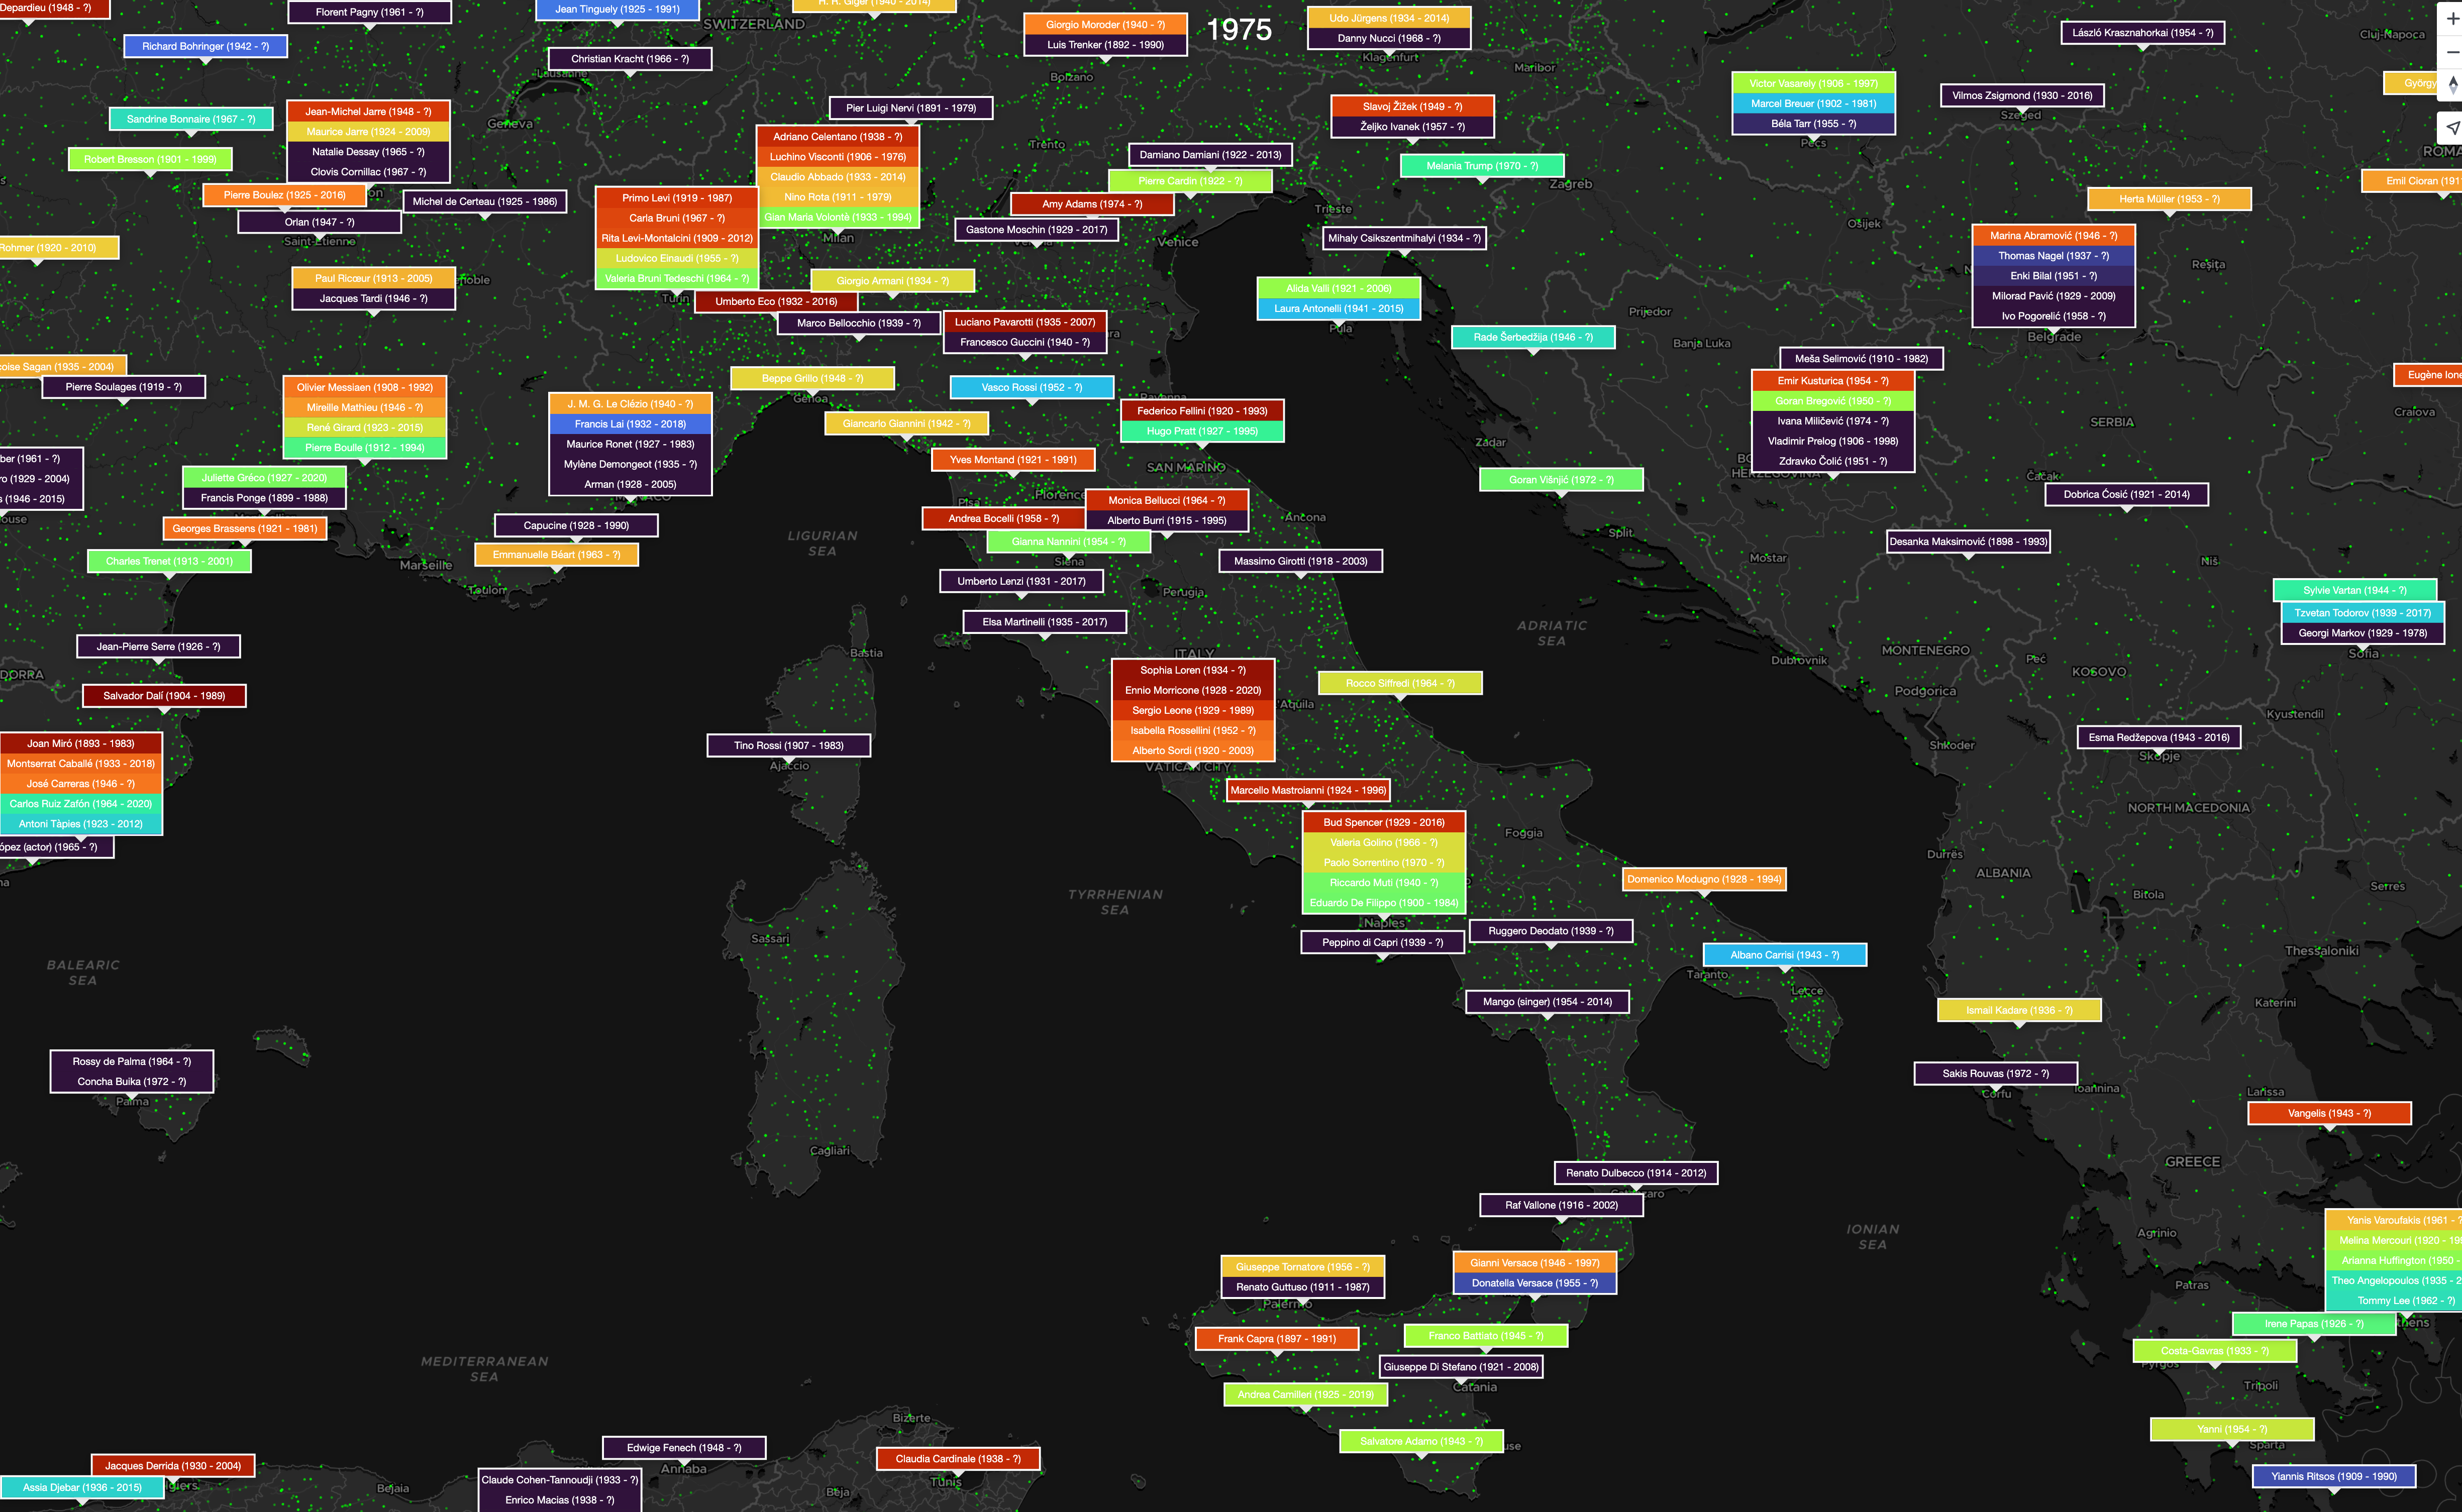 Depardieu (1948 - ?)
Florent Pagny (1961 - ?)
Jean Tinguely (1925 - 1991)
H. R. Giger (1940 - 2014)
SWITZERLAND
Giorgio Moroder (1940 - ?)
Luis Trenker (1892 - 1990)
1975
Udo Jürgens (1934 - 2014)
Danny Nucci (1968 - ?)
Klagenfurt
László Krasznahorkai (1954 - ?)
Cluj-Napoca
Richard Bohringer (1942 - ?)
Christian Kracht (1966 - ?)
Lausanne
Bolzano
Maribor
Victor Vasarely (1906 - 1997)
Marcel Breuer (1902 - 1981)
Béla Tarr (1955 - ?)
Pécs
Vilmos Zsigmond (1930 - 2016)
Szeged
György
Sandrine Bonnaire (1967 - ?)
Jean-Michel Jarre (1948 - ?)
Maurice Jarre (1924 - 2009)
Natalie Dessay (1965 - ?)
Clovis Cornillac (1967 - ?)
Geneva
Pier Luigi Nervi (1891 - 1979)
Slavoj Žižek (1949 - ?)
Željko Ivanek (1957 - ?)
Robert Bresson (1901 - 1999)
Adriano Celentano (1938 - ?)
Luchino Visconti (1906 - 1976)
Claudio Abbado (1933 - 2014)
Nino Rota (1911 - 1979)
Gian Maria Volontè (1933 - 1994)
Milan
Trento
Damiano Damiani (1922 - 2013)
Pierre Cardin (1922 - ?)
Melania Trump (1970 - ?)
Zagreb
ROMA
Emil Cioran (191
Pierre Boulez (1925 - 2016)
on
Michel de Certeau (1925 - 1986)
Orlan (1947 - ?)
Saint-Etienne
Primo Levi (1919 - 1987)
Carla Bruni (1967 - ?)
Rita Levi-Montalcini (1909 - 2012)
Ludovico Einaudi (1955 - ?)
Valeria Bruni Tedeschi (1964 - ?)
Turin
Amy Adams (1974 - ?)
Gastone Moschin (1929 - 2017)
Venice
Trieste
Mihaly Csikszentmihalyi (1934 - ?)
Osijek
Herta Müller (1953 - ?)
Rohmer (1920 - 2010)
Marina Abramović (1946 - ?)
Thomas Nagel (1937 - ?)
Enki Bilal (1951 - ?)
Milorad Pavić (1929 - 2009)
Ivo Pogorelić (1958 - ?)
Belgrade
Reşiţa
Paul Ricœur (1913 - 2005)
Jacques Tardi (1946 - ?)
noble
Giorgio Armani (1934 - ?)
Umberto Eco (1932 - 2016)
Marco Bellocchio (1939 - ?)
Luciano Pavarotti (1935 - 2007)
Francesco Guccini (1940 - ?)
ara
Alida Valli (1921 - 2006)
Laura Antonelli (1941 - 2015)
Pula
Rade Šerbedžija (1946 - ?)
Prijedor
Banja Luka
Meša Selimović (1910 - 1982)
Emir Kusturica (1954 - ?)
Goran Bregović (1950 - ?)
Ivana Miličević (1974 - ?)
Vladimir Prelog (1906 - 1998)
Zdravko Čolić (1951 - ?)
BO
HERZEGOVINA
Eugène Ione
Craiova
çoise Sagan (1935 - 2004)
Pierre Soulages (1919 - ?)
Olivier Messiaen (1908 - 1992)
Mireille Mathieu (1946 - ?)
René Girard (1923 - 2015)
Pierre Boulle (1912 - 1994)
J. M. G. Le Clézio (1940 - ?)
Francis Lai (1932 - 2018)
Maurice Ronet (1927 - 1983)
Mylène Demongeot (1935 - ?)
Arman (1928 - 2005)
Beppe Grillo (1948 - ?)
Genoa
Vasco Rossi (1952 - ?)
Giancarlo Giannini (1942 - ?)
Ravenna
Federico Fellini (1920 - 1993)
Hugo Pratt (1927 - 1995)
SAN MARINO
Zadar
SERBIA
Čačak
Dobrica Ćosić (1921 - 2014)
ber (1961 - ?)
ro (1929 - 2004)
s (1946 - 2015)
ouse
Juliette Gréco (1927 - 2020)
Francis Ponge (1899 - 1988)
Georges Brassens (1921 - 1981)
Charles Trenet (1913 - 2001)
Marseille
Toulon
Capucine (1928 - 1990)
Emmanuelle Béart (1963 - ?)
LIGURIAN
SEA
Yves Montand (1921 - 1991)
Pisa
Florence
Andrea Bocelli (1958 - ?)
Monica Bellucci (1964 - ?)
Alberto Burri (1915 - 1995)
Gianna Nannini (1954 - ?)
Siena
Ancona
Goran Višnjić (1972 - ?)
Split
Mostar
Desanka Maksimović (1898 - 1993)
Niš
Massimo Girotti (1918 - 2003)
Umberto Lenzi (1931 - 2017)
Perugia
Elsa Martinelli (1935 - 2017)
ADRIATIC
SEA
Sylvie Vartan (1944 - ?)
Tzvetan Todorov (1939 - 2017)
Georgi Markov (1929 - 1978)
Sofia
Jean-Pierre Serre (1926 - ?)
DORRA
Salvador Dalí (1904 - 1989)
Bastia
ITALY
Sophia Loren (1934 - ?)
Ennio Morricone (1928 - 2020)
Sergio Leone (1929 - 1989)
Isabella Rossellini (1952 - ?)
Alberto Sordi (1920 - 2003)
VATICAN CITY
Rocco Siffredi (1964 - ?)
'Aquila
Dubrovnik
MONTENEGRO
Peć
KOSOVO
Podgorica
Kyustendil
Shkoder
Esma Redžepova (1943 - 2016)
Skopje
Joan Miró (1893 - 1983)
Montserrat Caballé (1933 - 2018)
José Carreras (1946 - ?)
Carlos Ruiz Zafón (1964 - 2020)
Antoni Tàpies (1923 - 2012)
ópez (actor) (1965 - ?)
na
Tino Rossi (1907 - 1983)
Ajaccio
Marcello Mastroianni (1924 - 1996)
Bud Spencer (1929 - 2016)
Valeria Golino (1966 - ?)
Paolo Sorrentino (1970 - ?)
Riccardo Muti (1940 - ?)
Eduardo De Filippo (1900 - 1984)
Naples
Peppino di Capri (1939 - ?)
Foggia
NORTH MACEDONIA
Durrës
ALBANIA
Bitola
Serres
Domenico Modugno (1928 - 1994)
TYRRHENIAN
SEA
Ruggero Deodato (1939 - ?)
Albano Carrisi (1943 - ?)
Taranto
Lecce
Thessaloniki
Katerini
Sassari
BALEARIC
SEA
Mango (singer) (1954 - 2014)
Ismail Kadare (1936 - ?)
Rossy de Palma (1964 - ?)
Concha Buika (1972 - ?)
Palma
Sakis Rouvas (1972 - ?)
Corfu
Ioannina
Larissa
Vangelis (1943 - ?)
Cagliari
Renato Dulbecco (1914 - 2012)
zaro
Raf Vallone (1916 - 2002)
GREECE
IONIAN
SEA
Agrinio
Yanis Varoufakis (1961 - ?
Melina Mercouri (1920 - 199
Arianna Huffington (1950 -
Theo Angelopoulos (1935 - 2
Tommy Lee (1962 - ?)
thens
Giuseppe Tornatore (1956 - ?)
Renato Guttuso (1911 - 1987)
Palermo
Gianni Versace (1946 - 1997)
Donatella Versace (1955 - ?)
Patras
Irene Papas (1926 - ?)
Frank Capra (1897 - 1991)
Franco Battiato (1945 - ?)
Costa-Gavras (1933 - ?)
Pyrgos
MEDITERRANEAN
SEA
Giuseppe Di Stefano (1921 - 2008)
Catania
Andrea Camilleri (1925 - 2019)
Tripoli
Bizerte
Salvatore Adamo (1943 - ?)
use
Yanni (1954 - ?)
Sparta
Edwige Fenech (1948 - ?)
Annaba
Claudia Cardinale (1938 - ?)
Tunis
Jacques Derrida (1930 - 2004)
Assia Djebar (1936 - 2015)
lgiers
Bejaia
Claude Cohen-Tannoudji (1933 - ?)
Enrico Macias (1938 - ?)
Beja
Yiannis Ritsos (1909 - 1990)